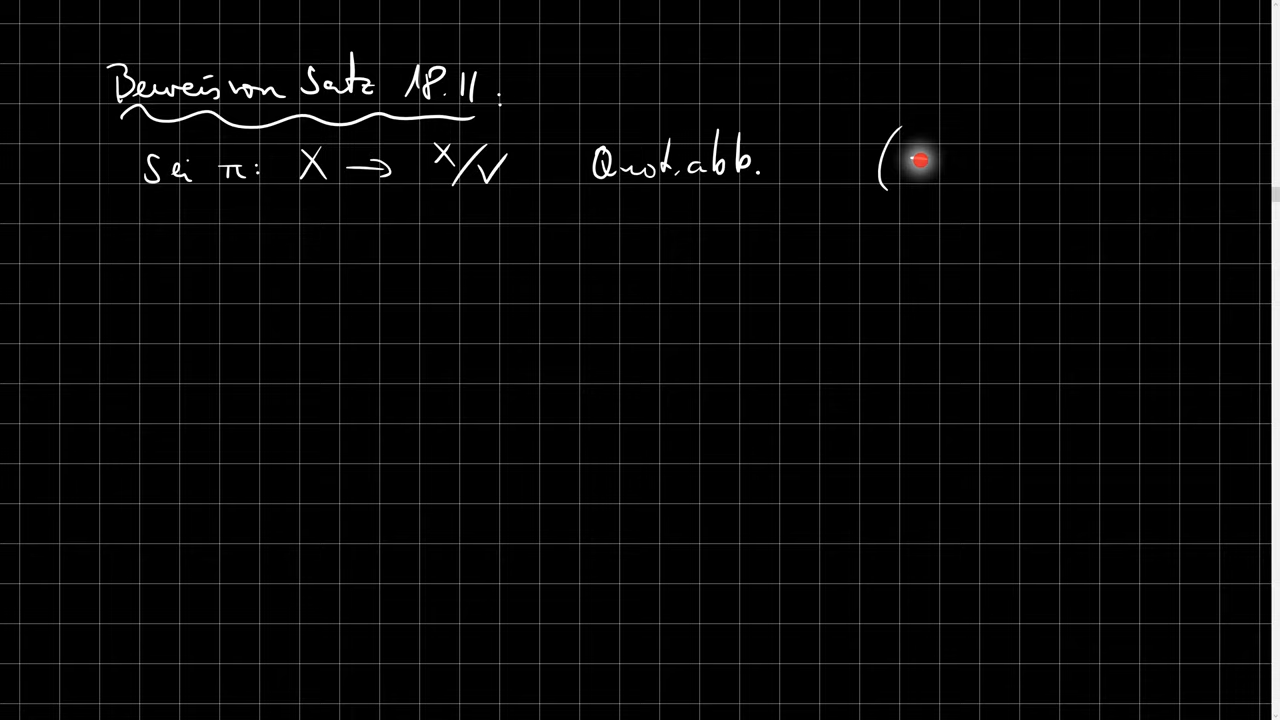 Beweis von Satz 18.11:
Sei π: X → X/V Quot.abb. (